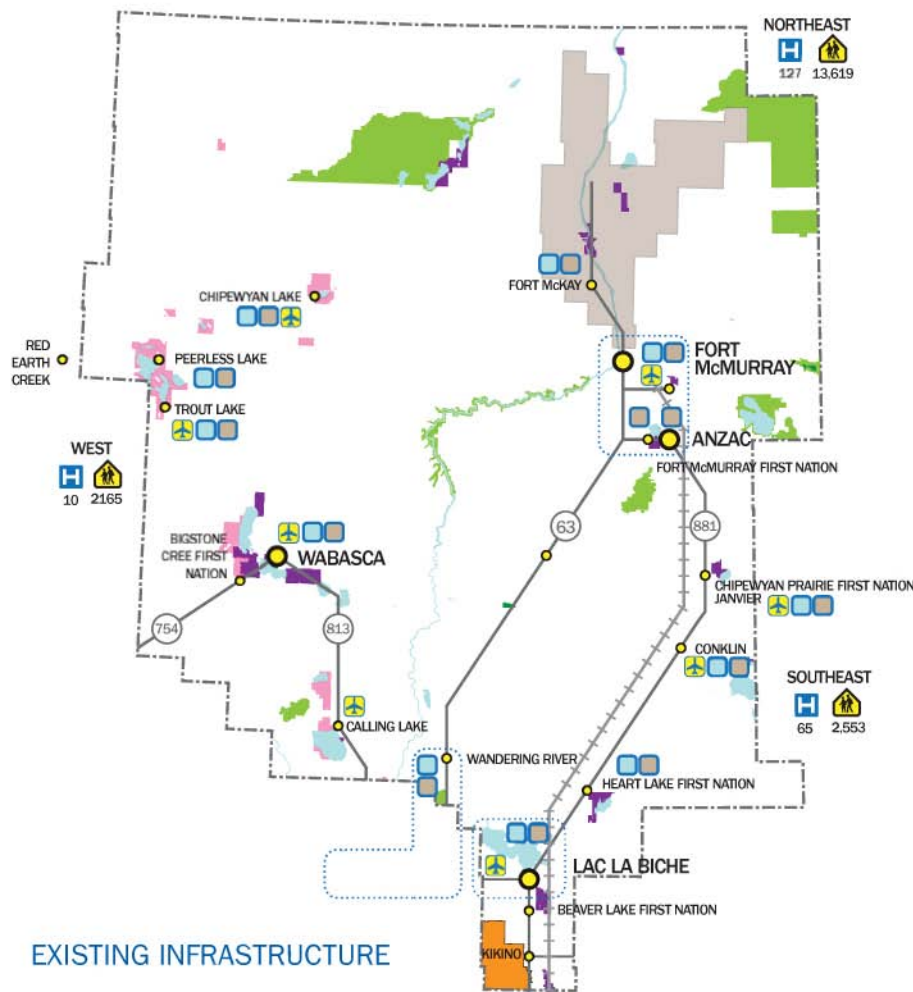 NORTHEAST
H
127 13,619
FORT McKAY
CHIPEWYAN LAKE
RED
EARTH
CREEK
PEERLESS LAKE
FORT
McMURRAY
TROUT LAKE
ANZAC
WEST
H
10 2165
FORT McMURRAY FIRST NATION
63
881
BIGSTONE
CREE FIRST
NATION
WABASCA
CHIPEWYAN PRAIRIE FIRST NATION
JANVIER
754
813
CONKLIN
SOUTHEAST
H
65 2,553
CALLING LAKE
WANDERING RIVER
HEART LAKE FIRST NATION
LAC LA BICHE
BEAVER LAKE FIRST NATION
EXISTING INFRASTRUCTURE
KIKINO